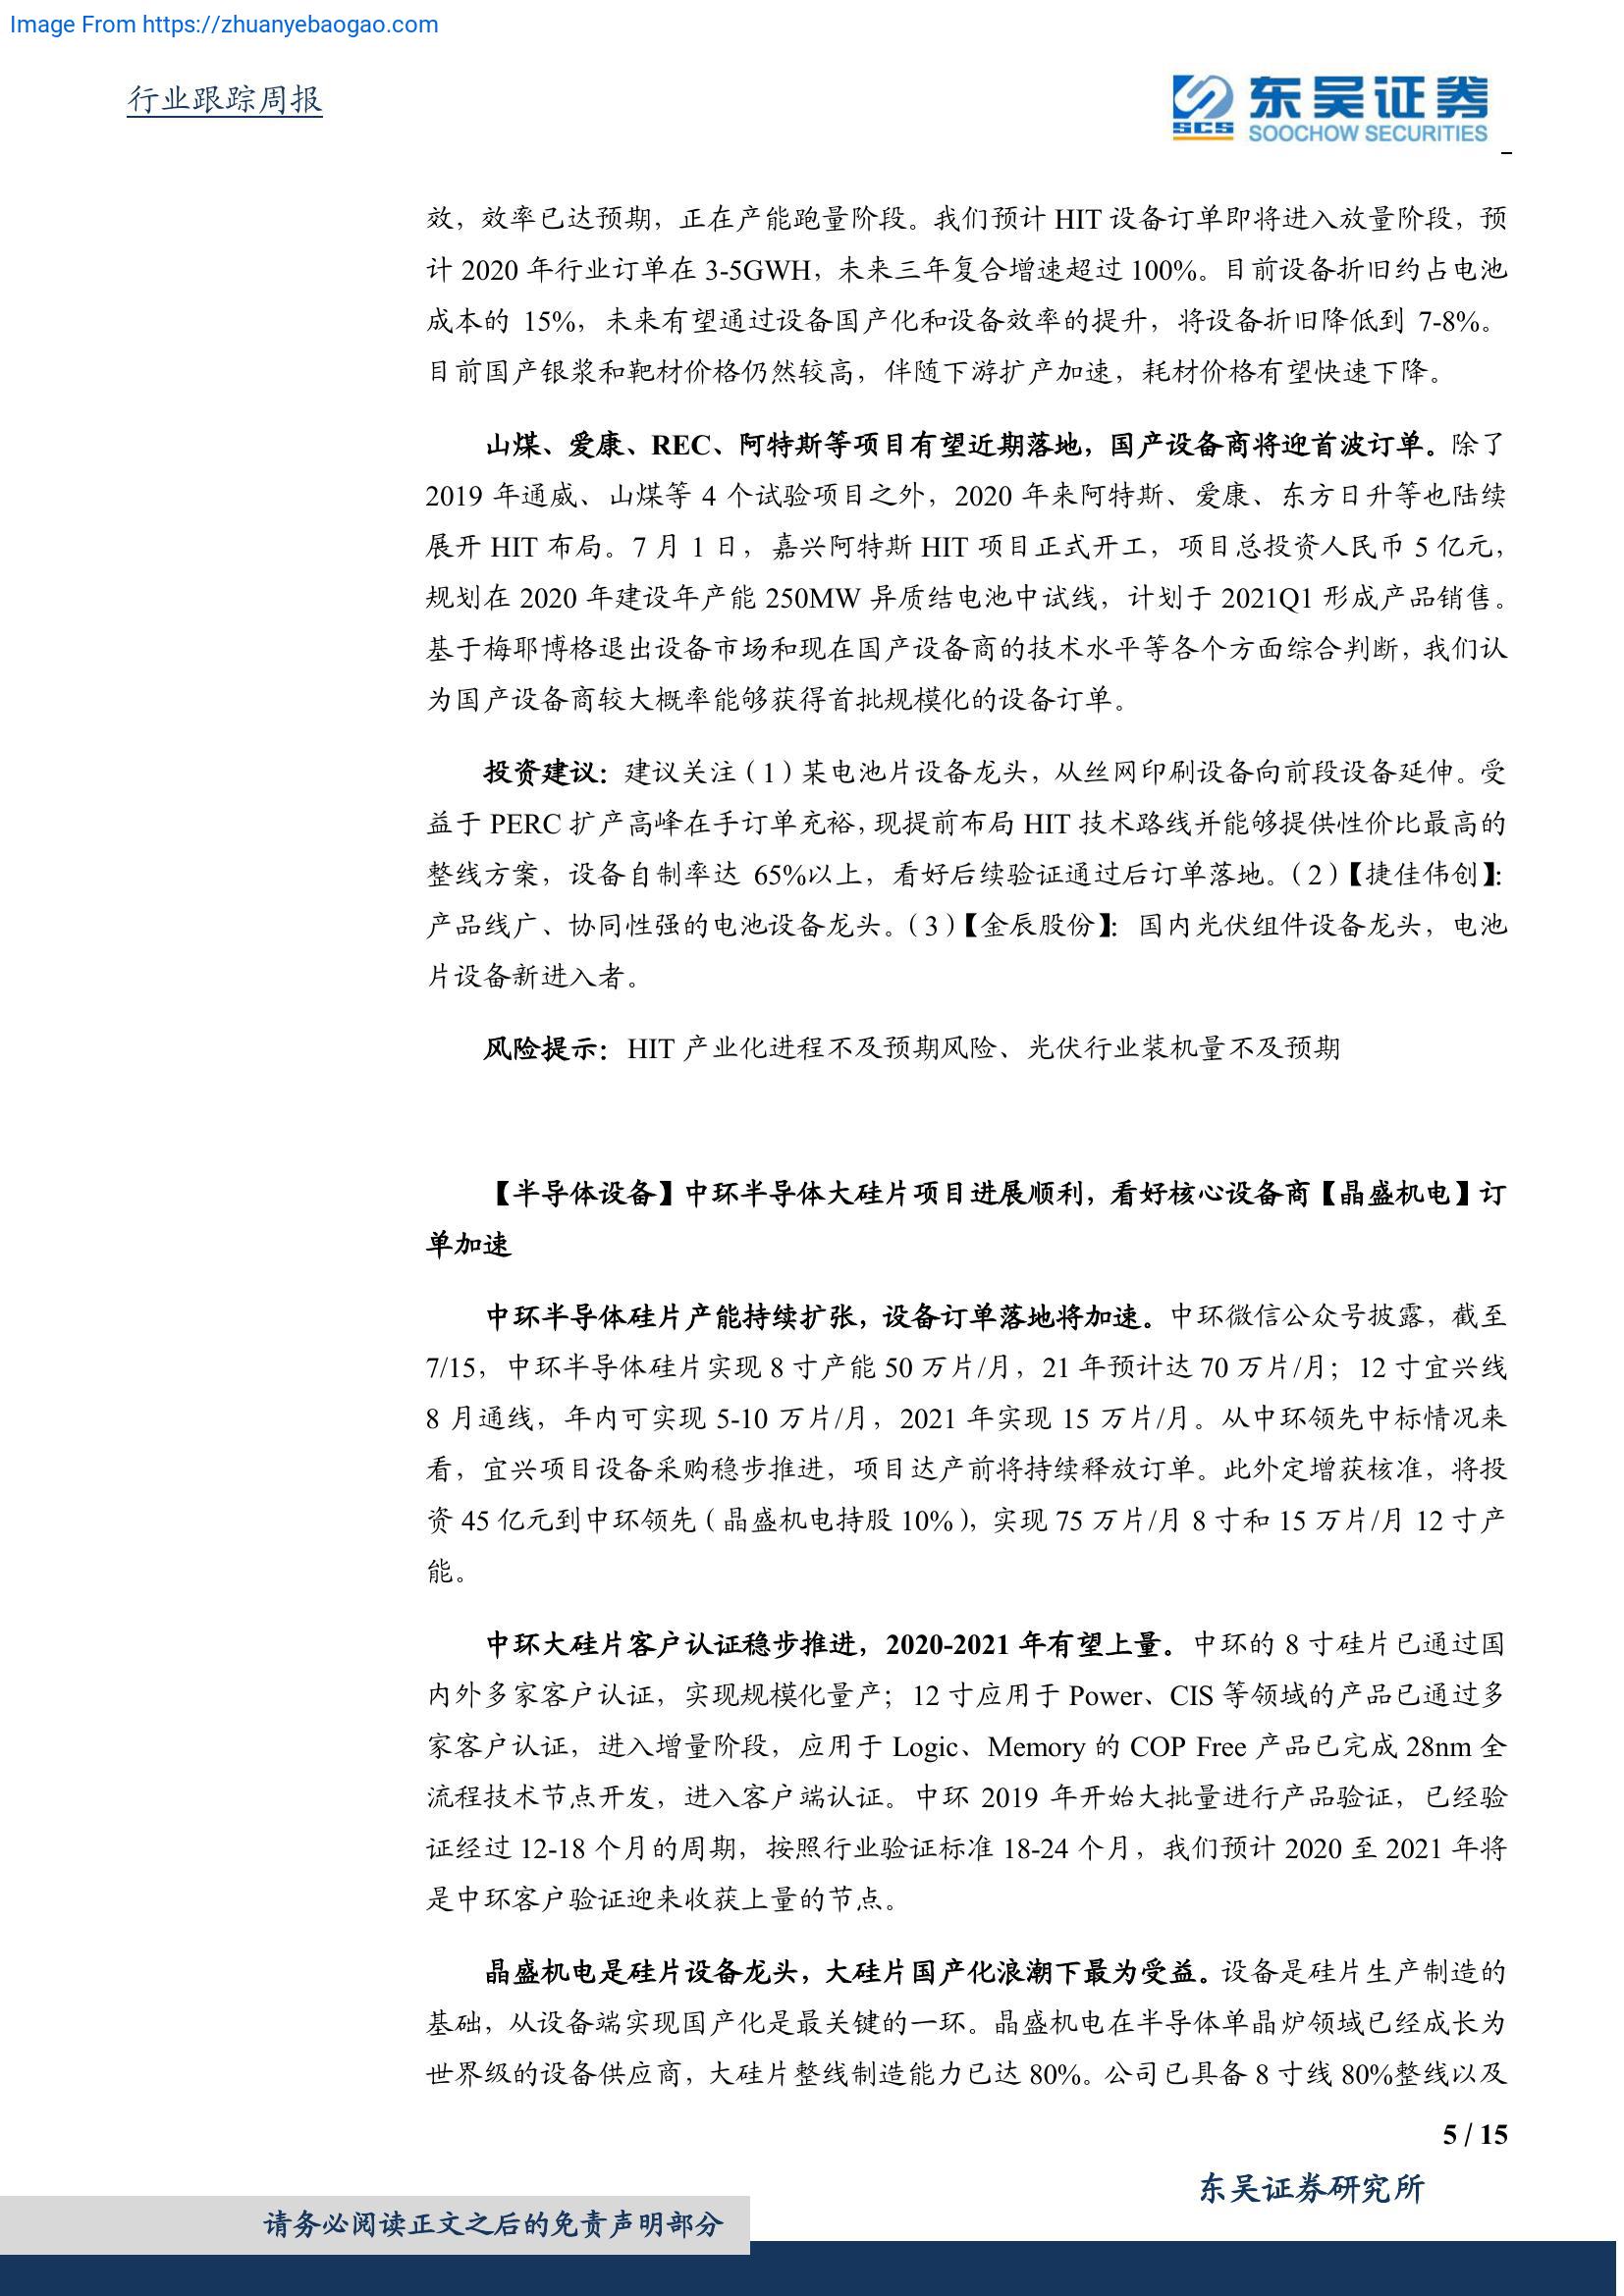 Image From https://zhuanyebaogao.com
行业跟踪周报
东吴证券
SCS
SOOCHOW SECURITIES
效，效率已达预期，正在产能跑量阶段。我们预计 HIT 设备订单即将进入放量阶段，预
计 2020 年行业订单在 3-5GWH，未来三年复合增速超过 100%。目前设备折旧约占电池
成本的 15%，未来有望通过设备国产化和设备效率的提升，将设备折旧降低到 7-8%。
目前国产银浆和靶材价格仍然较高，伴随下游扩产加速，耗材价格有望快速下降。
山煤、爱康、REC、阿特斯等项目有望近期落地，国产设备商将迎首波订单。除了
2019 年通威、山煤等 4 个试验项目之外，2020 年来阿特斯、爱康、东方日升等也陆续
展开 HIT 布局。7 月 1 日，嘉兴阿特斯 HIT 项目正式开工，项目总投资人民币 5 亿元，
规划在 2020 年建设年产能 250MW 异质结电池中试线，计划于 2021Q1 形成产品销售。
基于梅耶博格退出设备市场和现在国产设备商的技术水平等各个方面综合判断，我们认
为国产设备商较大概率能够获得首批规模化的设备订单。
投资建议：建议关注（1）某电池片设备龙头，从丝网印刷设备向前段设备延伸。受
益于 PERC 扩产高峰在手订单充裕，现提前布局 HIT 技术路线并能够提供性价比最高的
整线方案，设备自制率达 65%以上，看好后续验证通过后订单落地。（2）【捷佳伟创】：
产品线广、协同性强的电池设备龙头。（3）【金辰股份】：国内光伏组件设备龙头，电池
片设备新进入者。
风险提示：HIT 产业化进程不及预期风险、光伏行业装机量不及预期
【半导体设备】中环半导体大硅片项目进展顺利，看好核心设备商【晶盛机电】订
单加速
中环半导体硅片产能持续扩张，设备订单落地将加速。中环微信公众号披露，截至
7/15，中环半导体硅片实现 8 寸产能 50 万片/月，21 年预计达 70 万片/月；12 寸宜兴线
8 月通线，年内可实现 5-10 万片/月，2021 年实现 15 万片/月。从中环领先中标情况来
看，宜兴项目设备采购稳步推进，项目达产前将持续释放订单。此外定增获核准，将投
资 45 亿元到中环领先（晶盛机电持股 10%），实现 75 万片/月 8 寸和 15 万片/月 12 寸产
能。
中环大硅片客户认证稳步推进，2020-2021 年有望上量。中环的 8 寸硅片已通过国
内外多家客户认证，实现规模化量产；12 寸应用于 Power、CIS 等领域的产品已通过多
家客户认证，进入增量阶段，应用于 Logic、Memory 的 COP Free 产品已完成 28nm 全
流程技术节点开发，进入客户端认证。中环 2019 年开始大批量进行产品验证，已经验
证经过 12-18 个月的周期，按照行业验证标准 18-24 个月，我们预计 2020 至 2021 年将
是中环客户验证迎来收获上量的节点。
晶盛机电是硅片设备龙头，大硅片国产化浪潮下最为受益。设备是硅片生产制造的
基础，从设备端实现国产化是最关键的一环。晶盛机电在半导体单晶炉领域已经成长为
世界级的设备供应商，大硅片整线制造能力已达 80%。公司已具备 8 寸线 80%整线以及
5 / 15
东吴证券研究所
请务必阅读正文之后的免责声明部分